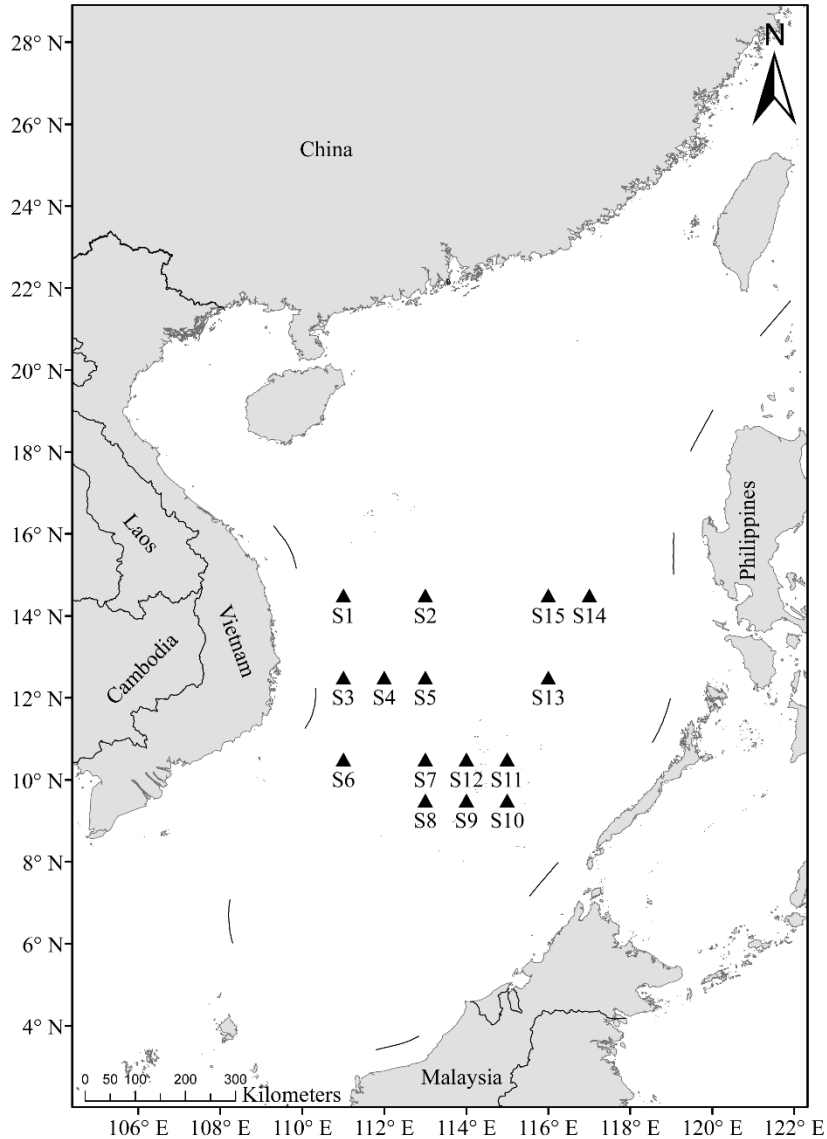 28° N
N
26° N
China
24° N
22° N
20° N
18° N
Philippines
16° N
Laos
14° N
S1 S2 S15 S14
Vietnam
Cambodia
12° N
S3 S4 S5 S13
10° N
S6 S7 S12 S11
S8 S9 S10
8° N
6° N
4° N
0 50 100 200 300
Kilometers
Malaysia
106° E 108° E 110° E 112° E 114° E 116° E 118° E 120° E 122° E